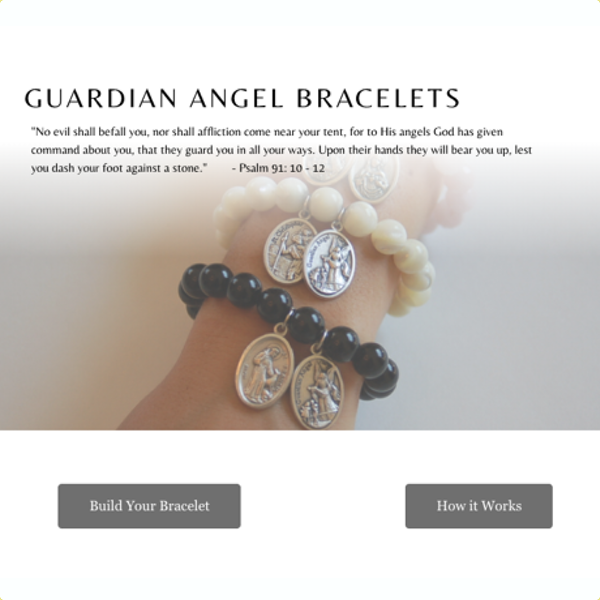 GUARDIAN ANGEL BRACELETS
"No evil shall befall you, nor shall affliction come near your tent, for to His angels God has given
command about you, that they guard you in all your ways. Upon their hands they will bear you up, lest
you dash your foot against a stone." - Psalm 91: 10 - 12
Build Your Bracelet
How it Works